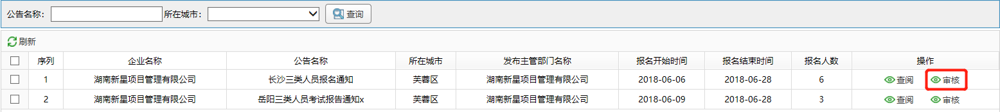 公告名称： 所在城市： 查询
刷新
序列 企业名称 公告名称 所在城市 发布主管部门名称 报名开始时间 报名结束时间 报名人数 操作
1 湖南新星项目管理有限公司 长沙三类人员报名通知 芙蓉区 湖南新星项目管理有限公司 2018-06-06 2018-06-28 6 查阅 审核
2 湖南新星项目管理有限公司 岳阳三类人员考试报告通知x 芙蓉区 湖南新星项目管理有限公司 2018-06-09 2018-06-28 3 查阅 审核